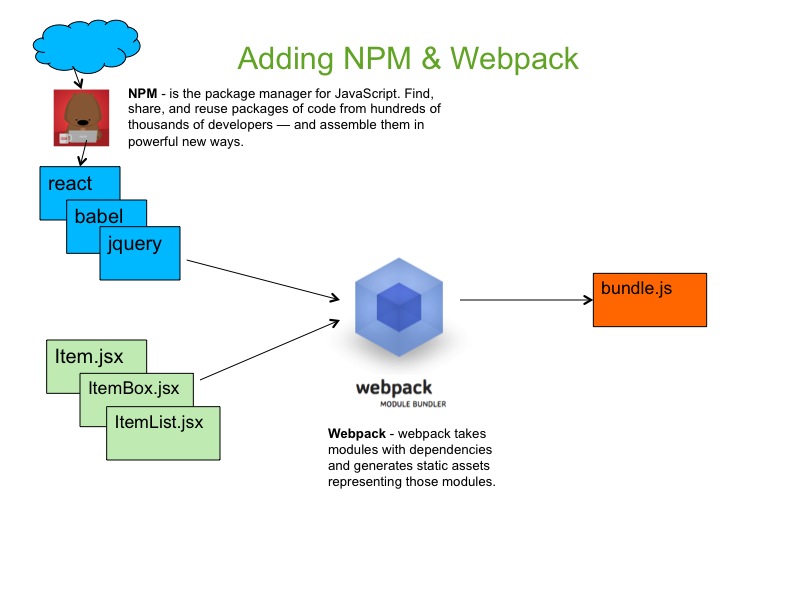 Adding NPM & Webpack
NPM - is the package manager for JavaScript. Find,
share, and reuse packages of code from hundreds of
thousands of developers — and assemble them in
powerful new ways.
react
babel
jquery
bundle.js
Item.jsx
ItemBox.jsx
ItemList.jsx
webpack
MODULE BUNDLER
Webpack - webpack takes
modules with dependencies
and generates static assets
representing those modules.